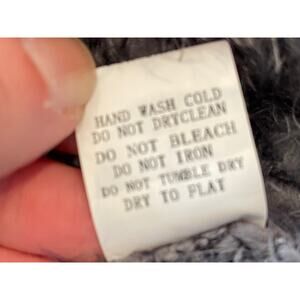 HAND WASH COLD
DO NOT DRYCLEAN
DO NOT BLEACH
DO NOT IRON
DO NOT TUMBLE DRY
DRY TO FLAT